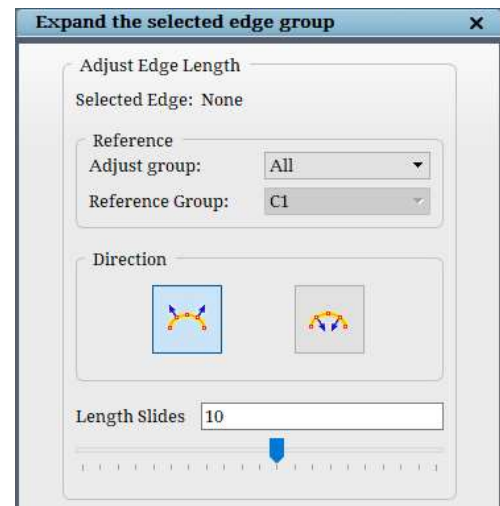 Expand the selected edge group
Adjust Edge Length
Selected Edge: None
Reference
Adjust group: All
Reference Group: C1
Direction
Length Slides 10